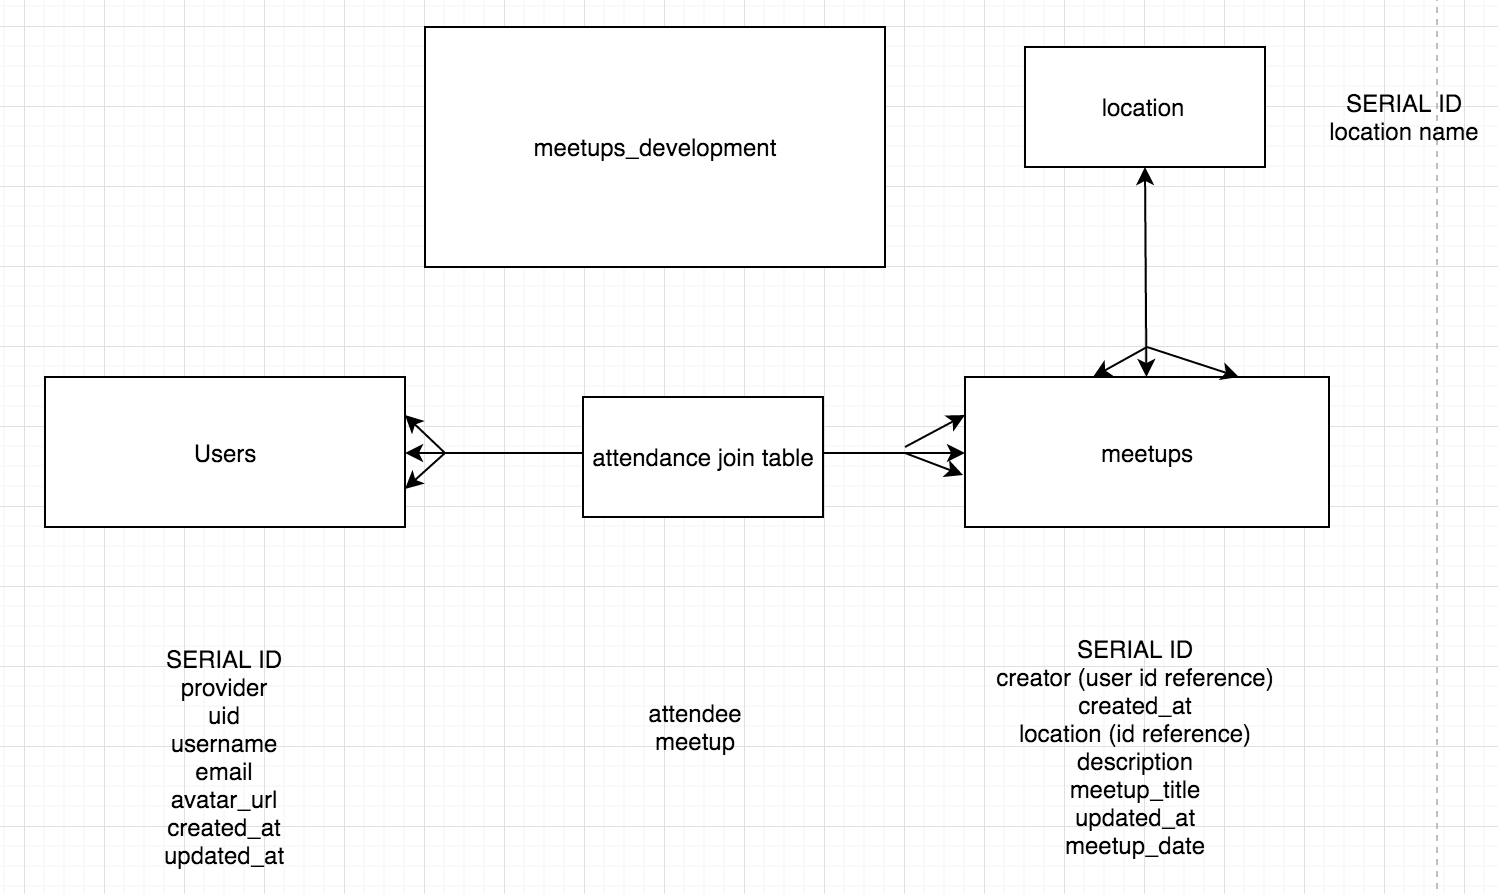 meetups_development
location
SERIAL ID
location name
Users
attendance join table
meetups
SERIAL ID
provider
uid
username
email
avatar_url
created_at
updated_at
attendee
meetup
SERIAL ID
creator (user id reference)
created_at
location (id reference)
description
meetup_title
updated_at
meetup_date